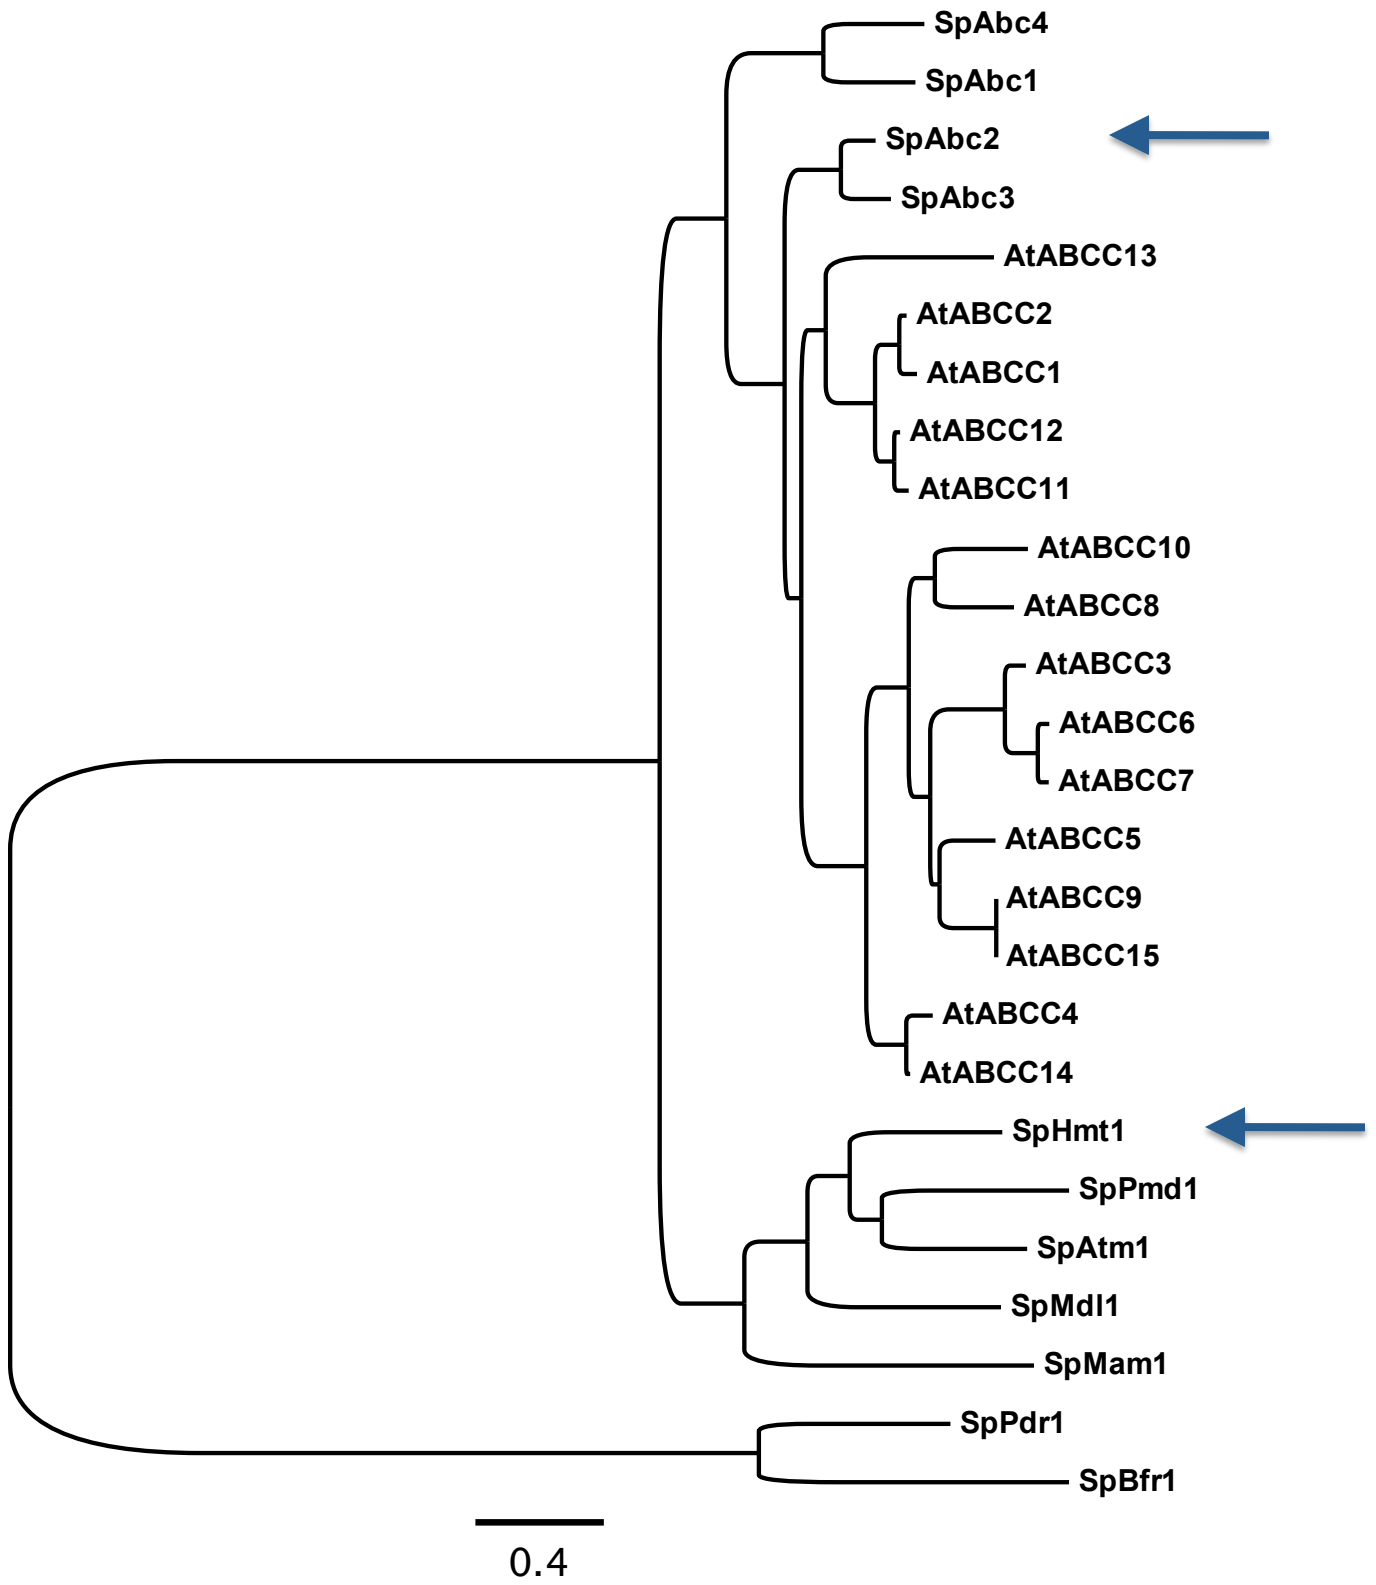 SpAbc4
SpAbc1
SpAbc2
SpAbc3
AtABCC13
AtABCC2
AtABCC1
AtABCC12
AtABCC11
AtABCC10
AtABCC8
AtABCC3
AtABCC6
AtABCC7
AtABCC5
AtABCC9
AtABCC15
AtABCC4
AtABCC14
SpHmt1
SpPmd1
SpAtm1
SpMdl1
SpMam1
SpPdr1
SpBfr1
0.4